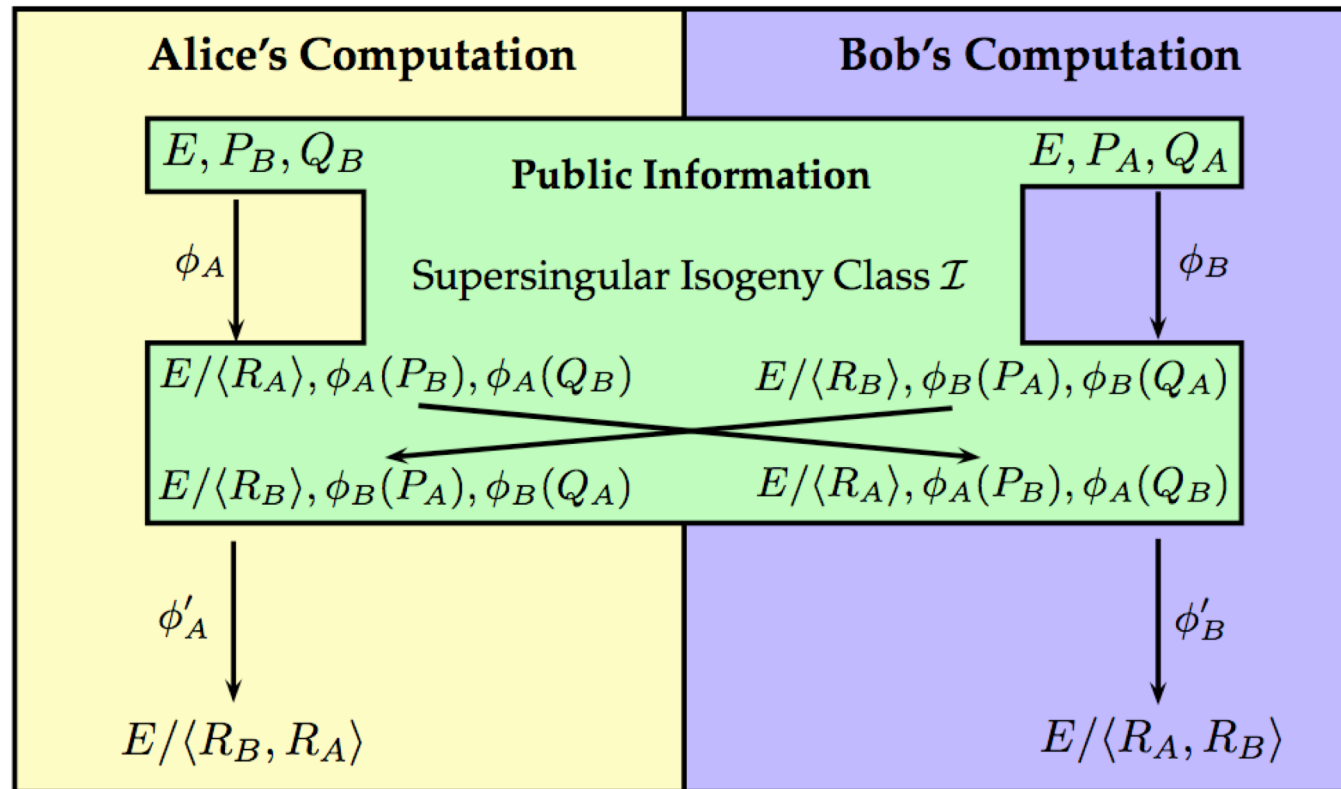 Alice's Computation
Bob's Computation
E, P_B, Q_B
Public Information
E, P_A, Q_A
ϕ_A
Supersingular Isogeny Class ℐ
ϕ_B
E/⟨R_A⟩, ϕ_A(P_B), ϕ_A(Q_B)
E/⟨R_B⟩, ϕ_B(P_A), ϕ_B(Q_A)
E/⟨R_B⟩, ϕ_B(P_A), ϕ_B(Q_A)
E/⟨R_A⟩, ϕ_A(P_B), ϕ_A(Q_B)
ϕ′_A
ϕ′_B
E/⟨R_B, R_A⟩
E/⟨R_A, R_B⟩